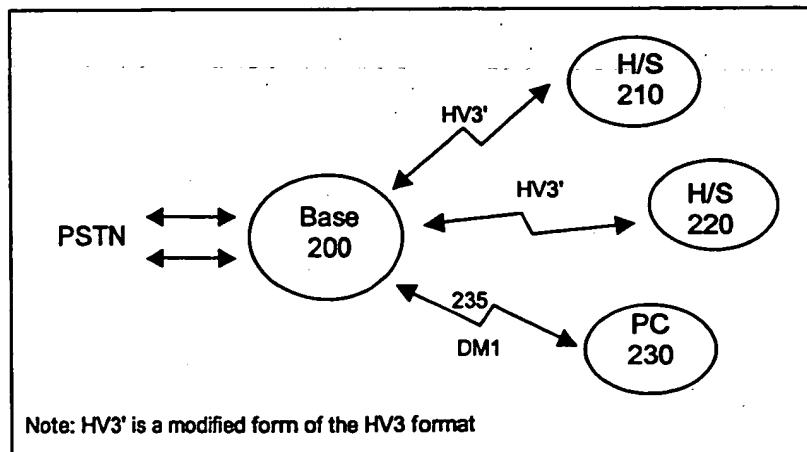 H/S
210
HV3'
HV3'
H/S
220
PSTN
Base
200
235
DM1
PC
230
Note: HV3' is a modified form of the HV3 format